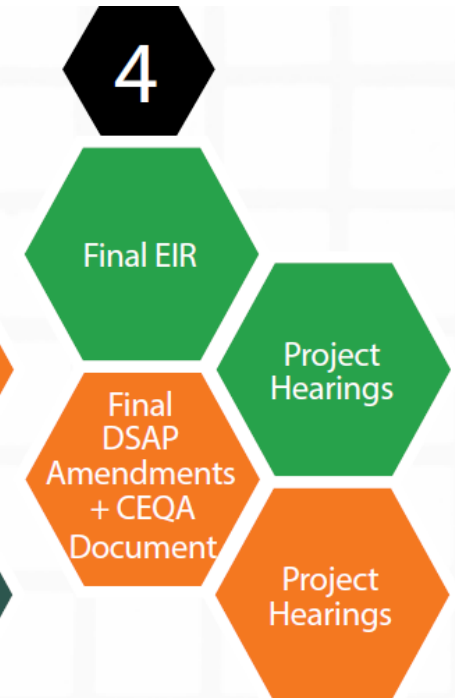 4
Final EIR
Project
Hearings
Final
DSAP
Amendments
+ CEQA
Document
Project
Hearings